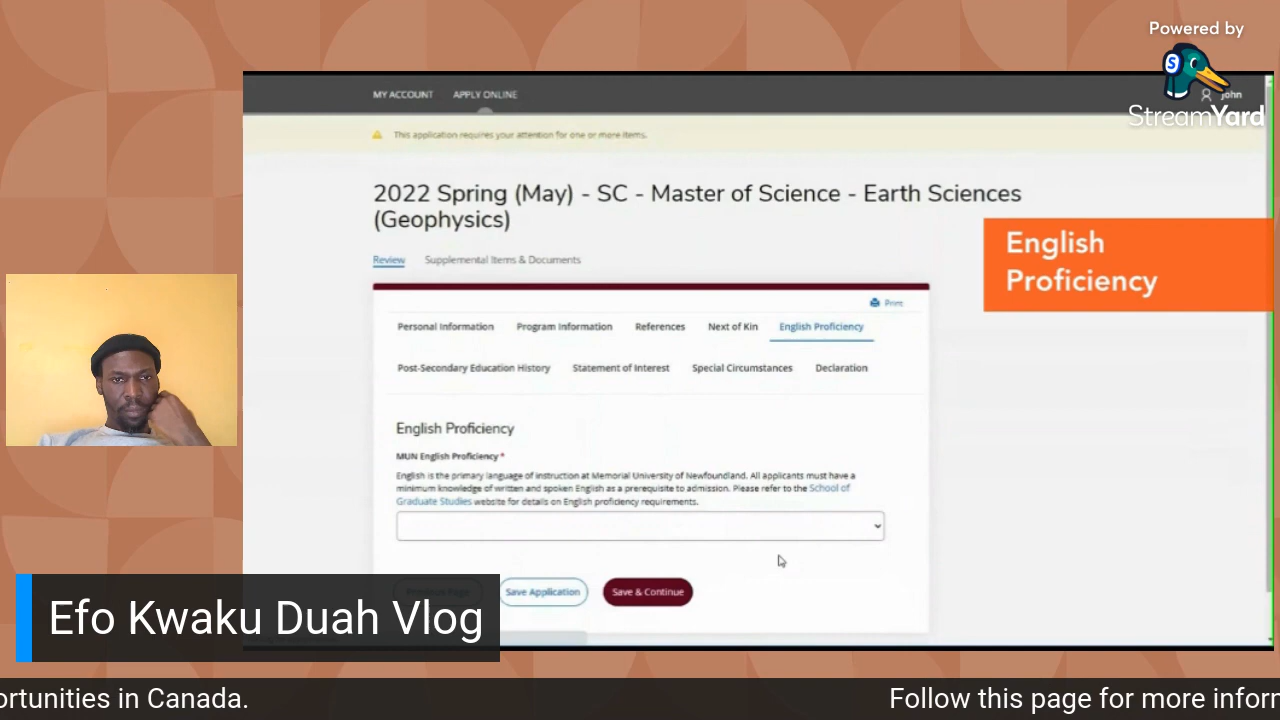 Powered by
StreamYard
MY ACCOUNT APPLY ONLINE
john
This application requires your attention for one or more items.
2022 Spring (May) - SC - Master of Science - Earth Sciences
(Geophysics)
Review Supplemental Items & Documents
English
Proficiency
Print
Personal Information Program Information References Next of Kin English Proficiency
Post-Secondary Education History Statement of Interest Special Circumstances Declaration
English Proficiency
MUN English Proficiency *
English is the primary language of instruction at Memorial University of Newfoundland. All applicants must have a
minimum knowledge of written and spoken English as a prerequisite to admission. Please refer to the School of
Graduate Studies website for details on English proficiency requirements.
Save Application Save & Continue
Efo Kwaku Duah Vlog
ortunities in Canada. Follow this page for more inforr